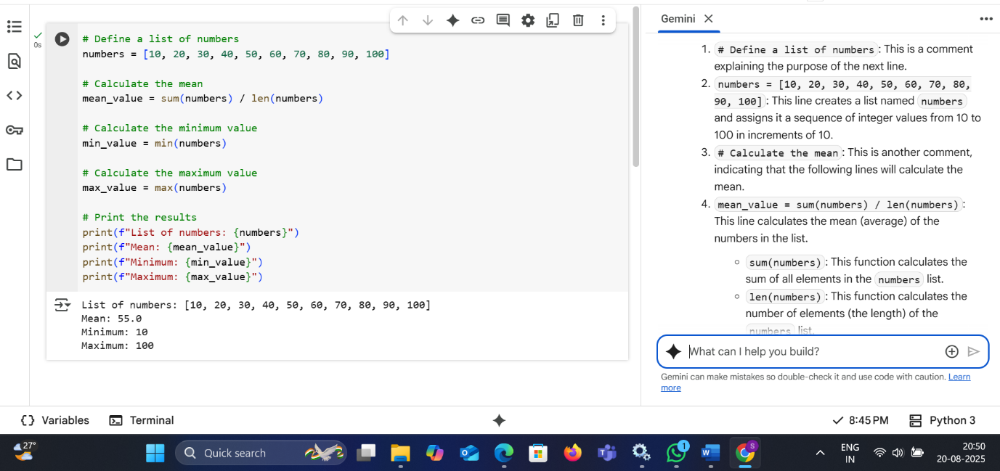 0s
# Define a list of numbers
numbers = [10, 20, 30, 40, 50, 60, 70, 80, 90, 100]
# Calculate the mean
mean_value = sum(numbers) / len(numbers)
# Calculate the minimum value
min_value = min(numbers)
# Calculate the maximum value
max_value = max(numbers)
# Print the results
print(f"List of numbers: {numbers}")
print(f"Mean: {mean_value}")
print(f"Minimum: {min_value}")
print(f"Maximum: {max_value}")
List of numbers: [10, 20, 30, 40, 50, 60, 70, 80, 90, 100]
Mean: 55.0
Minimum: 10
Maximum: 100
Gemini
1. # Define a list of numbers: This is a comment
explaining the purpose of the next line.
2. numbers = [10, 20, 30, 40, 50, 60, 70, 80,
90, 100]: This line creates a list named numbers
and assigns it a sequence of integer values from 10 to
100 in increments of 10.
3. # Calculate the mean: This is another comment,
indicating that the following lines will calculate the
mean.
4. mean_value = sum(numbers) / len(numbers):
This line calculates the mean (average) of the
numbers in the list.
sum(numbers): This function calculates the
sum of all elements in the numbers list.
len(numbers): This function calculates the
number of elements (the length) of the
numbers list.
What can I help you build?
Gemini can make mistakes so double-check it and use code with caution. Learn
more
Variables
Terminal
8:45 PM
Python 3
27°
Quick search
1
S
ENG
IN
20:50
20-08-2025